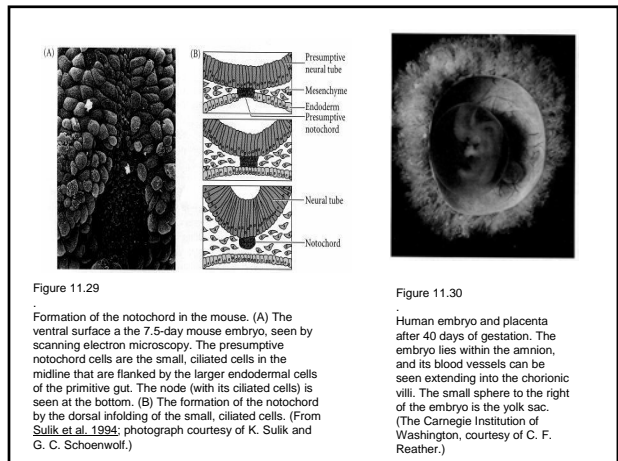 (A)
(B)
Presumptive
neural tube
Mesenchyme
Endoderm
Presumptive
notochord
Neural tube
Notochord
Figure 11.29
.
Formation of the notochord in the mouse. (A) The
ventral surface a the 7.5-day mouse embryo, seen by
scanning electron microscopy. The presumptive
notochord cells are the small, ciliated cells in the
midline that are flanked by the larger endodermal cells
of the primitive gut. The node (with its ciliated cells) is
seen at the bottom. (B) The formation of the notochord
by the dorsal infolding of the small, ciliated cells. (From
Sulik et al. 1994; photograph courtesy of K. Sulik and
G. C. Schoenwolf.)
Figure 11.30
.
Human embryo and placenta
after 40 days of gestation. The
embryo lies within the amnion,
and its blood vessels can be
seen extending into the chorionic
villi. The small sphere to the right
of the embryo is the yolk sac.
(The Carnegie Institution of
Washington, courtesy of C. F.
Reather.)